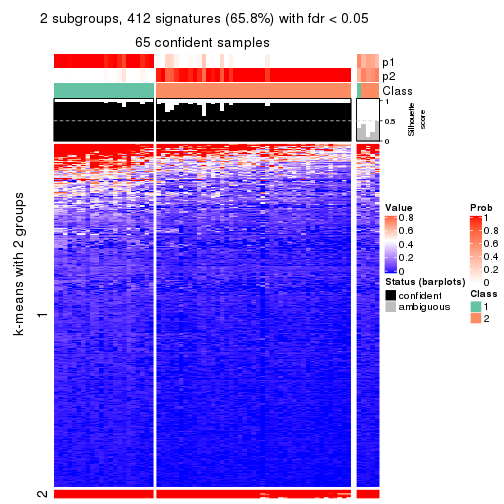 2 subgroups, 412 signatures (65.8%) with fdr < 0.05
65 confident samples
p1
p2
Class
1
0.5
0
Silhouette
score
k-means with 2 groups
1
2
Value
0.8
0.6
0.4
0.2
0
Status (barplots)
confident
ambiguous
Prob
1
0.8
0.6
0.4
0.2
0
Class
1
2